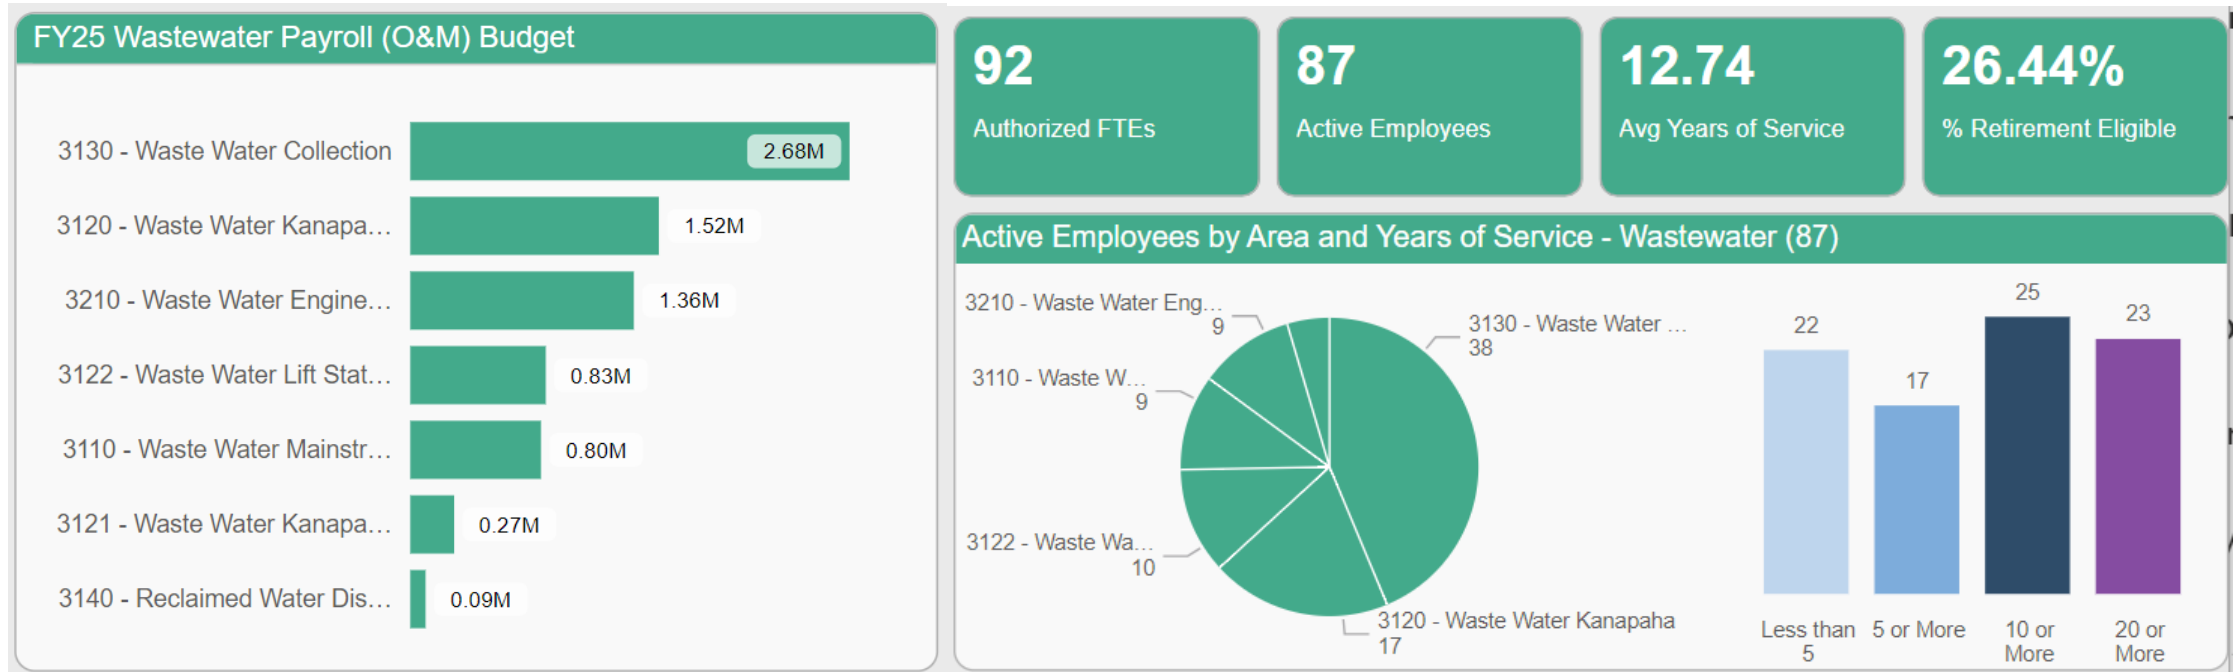 FY25 Wastewater Payroll (O&M) Budget
3130 - Waste Water Collection
2.68M
3120 - Waste Water Kanapa…
1.52M
3210 - Waste Water Engine…
1.36M
3122 - Waste Water Lift Stat…
0.83M
3110 - Waste Water Mainstr…
0.80M
3121 - Waste Water Kanapa…
0.27M
3140 - Reclaimed Water Dis…
0.09M
92
Authorized FTEs
87
Active Employees
12.74
Avg Years of Service
26.44%
% Retirement Eligible
Active Employees by Area and Years of Service - Wastewater (87)
3210 - Waste Water Eng…
9
3130 - Waste Water …
38
3110 - Waste W…
9
3122 - Waste Wa…
10
3120 - Waste Water Kanapaha
17
22
17
25
23
Less than
5
5 or More
10 or
More
20 or
More